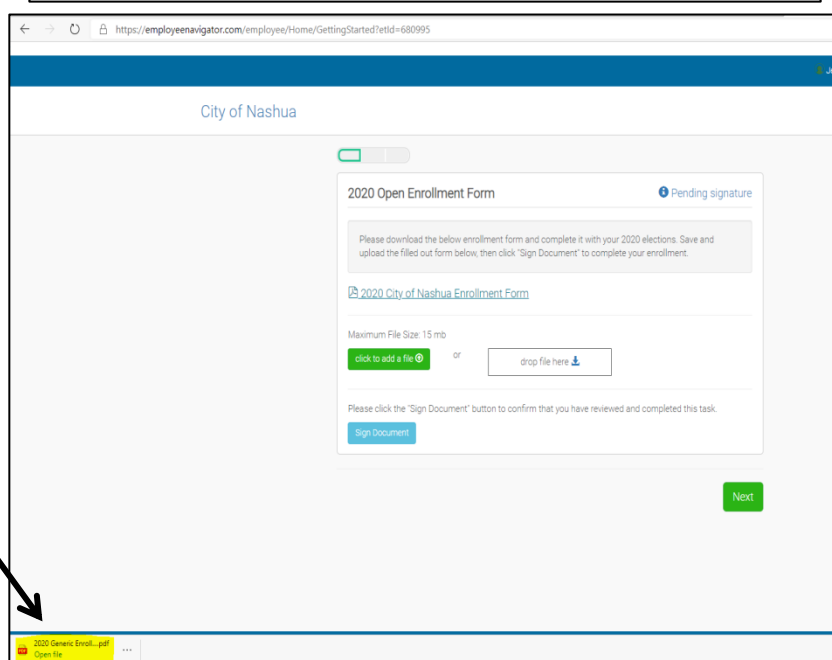 https://employeenavigator.com/employee/Home/GettingStarted?etId=680995
City of Nashua
2020 Open Enrollment Form
Pending signature
Please download the below enrollment form and complete it with your 2020 elections. Save and
upload the filled out form below, then click "Sign Document" to complete your enrollment.
2020 City of Nashua Enrollment Form
Maximum File Size: 15 mb
click to add a file
or
drop file here
Please click the "Sign Document" button to confirm that you have reviewed and completed this task.
Sign Document
Next
2020 Generic Enroll....pdf
Open file
...